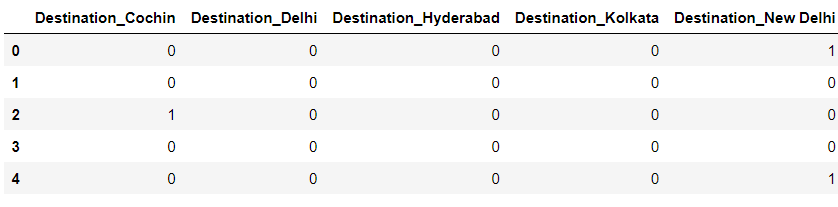 Destination_Cochin Destination_Delhi Destination_Hyderabad Destination_Kolkata Destination_New Delhi
0 0 0 0 0 1
1 0 0 0 0 0
2 1 0 0 0 0
3 0 0 0 0 0
4 0 0 0 0 1